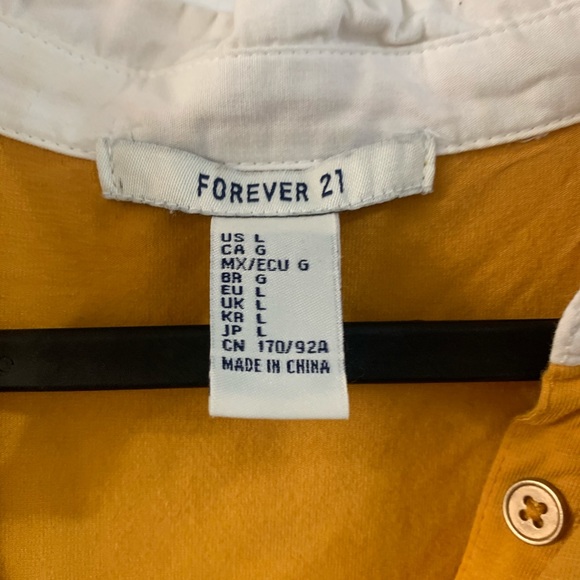 FOREVER 21
US L
CA G
MX/ECU G
BR G
EU L
UK L
KR L
JP L
CN 170/92A
MADE IN CHINA